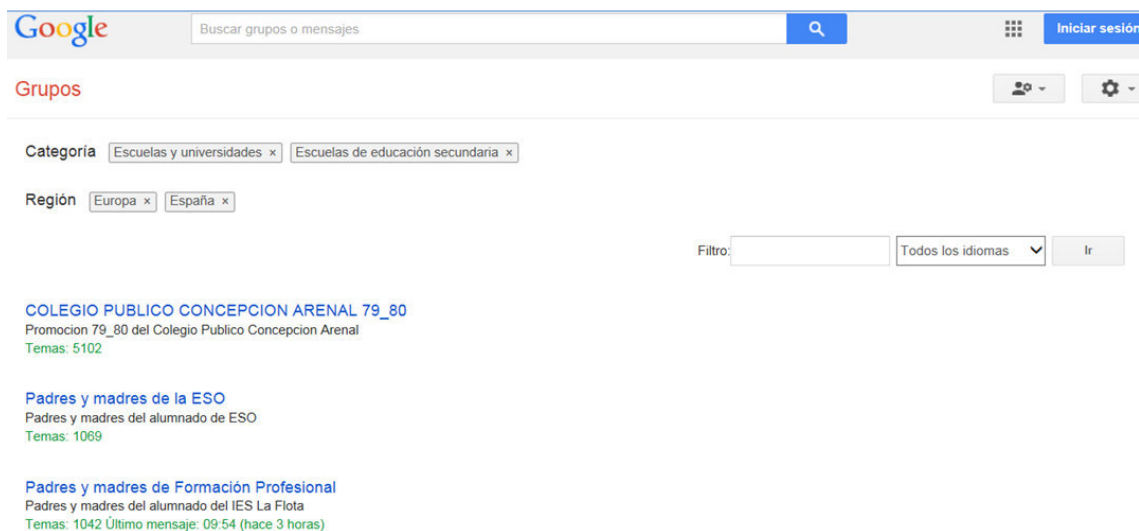 Google Buscar grupos o mensajes Iniciar sesión
Grupos
Categoría Escuelas y universidades × Escuelas de educación secundaria ×
Región Europa × España ×
Filtro: Todos los idiomas Ir
COLEGIO PUBLICO CONCEPCION ARENAL 79_80
Promocion 79_80 del Colegio Publico Concepcion Arenal
Temas: 5102
Padres y madres de la ESO
Padres y madres del alumnado de ESO
Temas: 1069
Padres y madres de Formación Profesional
Padres y madres del alumnado del IES La Flota
Temas: 1042 Último mensaje: 09:54 (hace 3 horas)